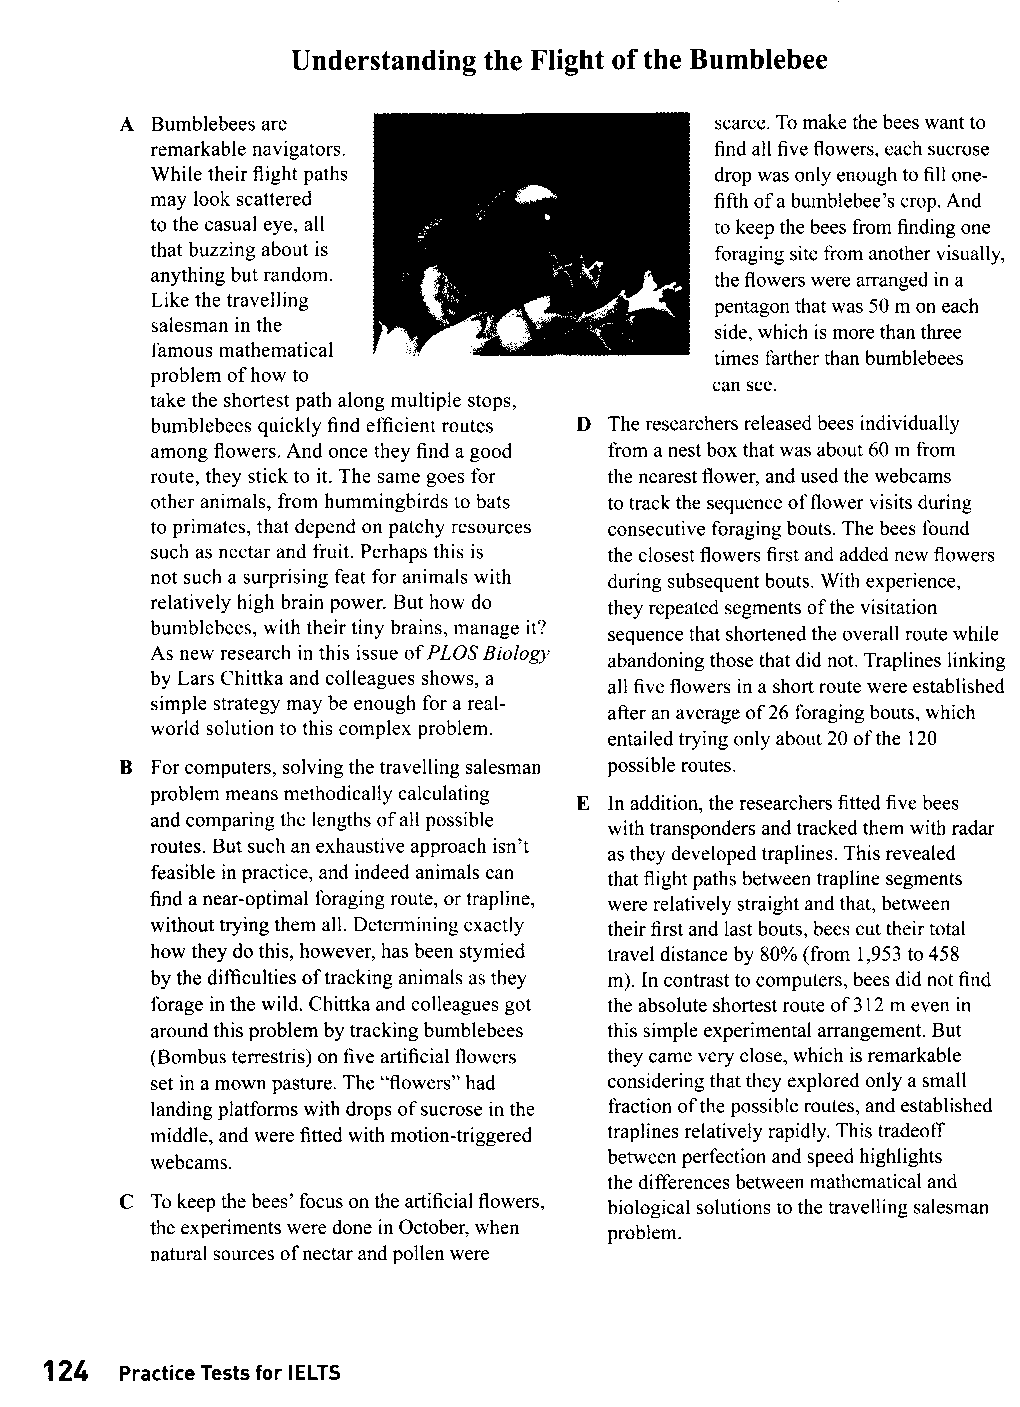 Understanding the Flight of the Bumblebee
A Bumblebees are
remarkable navigators.
While their flight paths
may look scattered
to the casual eye, all
that buzzing about is
anything but random.
Like the travelling
salesman in the
famous mathematical
problem of how to
take the shortest path along multiple stops,
bumblebees quickly find efficient routes
among flowers. And once they find a good
route, they stick to it. The same goes for
other animals, from hummingbirds to bats
to primates, that depend on patchy resources
such as nectar and fruit. Perhaps this is
not such a surprising feat for animals with
relatively high brain power. But how do
bumblebees, with their tiny brains, manage it?
As new research in this issue of PLOS Biology
by Lars Chittka and colleagues shows, a
simple strategy may be enough for a real-
world solution to this complex problem.
B For computers, solving the travelling salesman
problem means methodically calculating
and comparing the lengths of all possible
routes. But such an exhaustive approach isn't
feasible in practice, and indeed animals can
find a near-optimal foraging route, or trapline,
without trying them all. Determining exactly
how they do this, however, has been stymied
by the difficulties of tracking animals as they
forage in the wild. Chittka and colleagues got
around this problem by tracking bumblebees
(Bombus terrestris) on five artificial flowers
set in a mown pasture. The “flowers” had
landing platforms with drops of sucrose in the
middle, and were fitted with motion-triggered
webcams.
C To keep the bees' focus on the artificial flowers,
the experiments were done in October, when
natural sources of nectar and pollen were
scarce. To make the bees want to
find all five flowers, each sucrose
drop was only enough to fill one-
fifth of a bumblebee's crop. And
to keep the bees from finding one
foraging site from another visually,
the flowers were arranged in a
pentagon that was 50 m on each
side, which is more than three
times farther than bumblebees
can see.
D The researchers released bees individually
from a nest box that was about 60 m from
the nearest flower, and used the webcams
to track the sequence of flower visits during
consecutive foraging bouts. The bees found
the closest flowers first and added new flowers
during subsequent bouts. With experience,
they repeated segments of the visitation
sequence that shortened the overall route while
abandoning those that did not. Traplines linking
all five flowers in a short route were established
after an average of 26 foraging bouts, which
entailed trying only about 20 of the 120
possible routes.
E In addition, the researchers fitted five bees
with transponders and tracked them with radar
as they developed traplines. This revealed
that flight paths between trapline segments
were relatively straight and that, between
their first and last bouts, bees cut their total
travel distance by 80% (from 1,953 to 458
m). In contrast to computers, bees did not find
the absolute shortest route of 312 m even in
this simple experimental arrangement. But
they came very close, which is remarkable
considering that they explored only a small
fraction of the possible routes, and established
traplines relatively rapidly. This tradeoff
between perfection and speed highlights
the differences between mathematical and
biological solutions to the travelling salesman
problem.
124 Practice Tests for IELTS